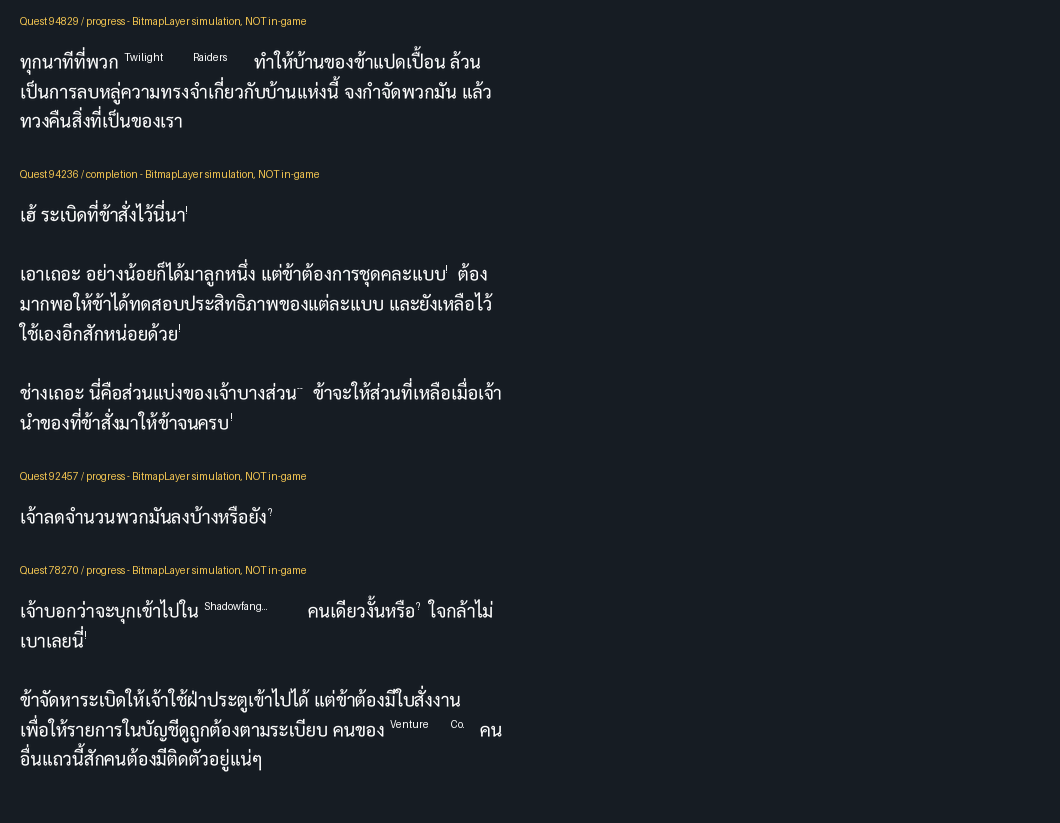 Quest 94829 / progress - BitmapLayer simulation, NOT in-game
ทุกนาทีที่พวก Twilight Raiders ทำให้บ้านของข้าแปดเปื้อน ล้วน
เป็นการลบหลู่ความทรงจำเกี่ยวกับบ้านแห่งนี้ จงกำจัดพวกมัน แล้ว
ทวงคืนสิ่งที่เป็นของเรา
Quest 94236 / completion - BitmapLayer simulation, NOT in-game
เฮ้ ระเบิดที่ข้าสั่งไว้นี่นา!
เอาเถอะ อย่างน้อยก็ได้มาลูกหนึ่ง แต่ข้าต้องการชุดคละแบบ! ต้อง
มากพอให้ข้าได้ทดสอบประสิทธิภาพของแต่ละแบบ และยังเหลือไว้
ใช้เองอีกสักหน่อยด้วย!
ช่างเถอะ นี่คือส่วนแบ่งของเจ้าบางส่วน... ข้าจะให้ส่วนที่เหลือเมื่อเจ้า
นำของที่ข้าสั่งมาให้ข้าจนครบ!
Quest 92457 / progress - BitmapLayer simulation, NOT in-game
เจ้าลดจำนวนพวกมันลงบ้างหรือยัง?
Quest 78270 / progress - BitmapLayer simulation, NOT in-game
เจ้าบอกว่าจะบุกเข้าไปใน Shadowfang... คนเดียวงั้นหรือ? ใจกล้าไม่
เบาเลยนี่!
ข้าจัดหาระเบิดให้เจ้าใช้ฝ่าประตูเข้าไปได้ แต่ข้าต้องมีใบสั่งงาน
เพื่อให้รายการในบัญชีดูถูกต้องตามระเบียบ คนของ Venture Co. คน
อื่นแถวนี้สักคนต้องมีติดตัวอยู่แน่ๆ